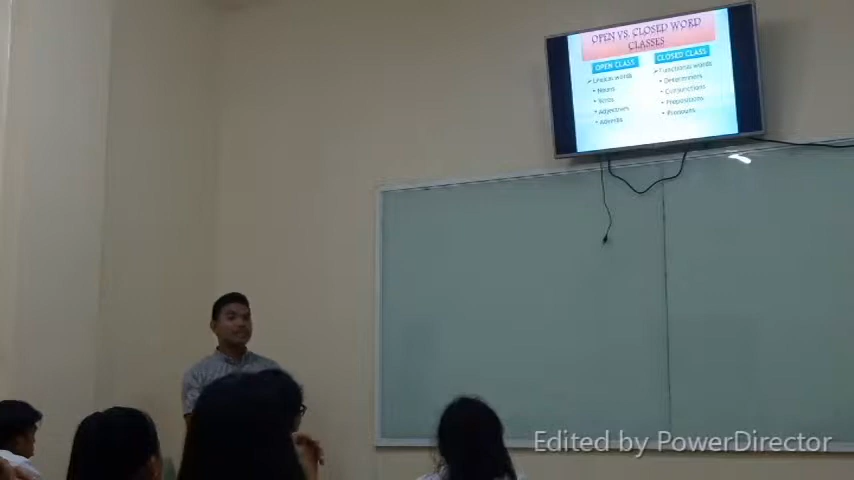 OPEN VS. CLOSED WORD
CLASSES
OPEN CLASS
Lexical words
Nouns
Verbs
Adjectives
Adverbs
CLOSED CLASS
Functional words
Determiners
Conjunctions
Prepositions
Pronouns
Edited by PowerDirector